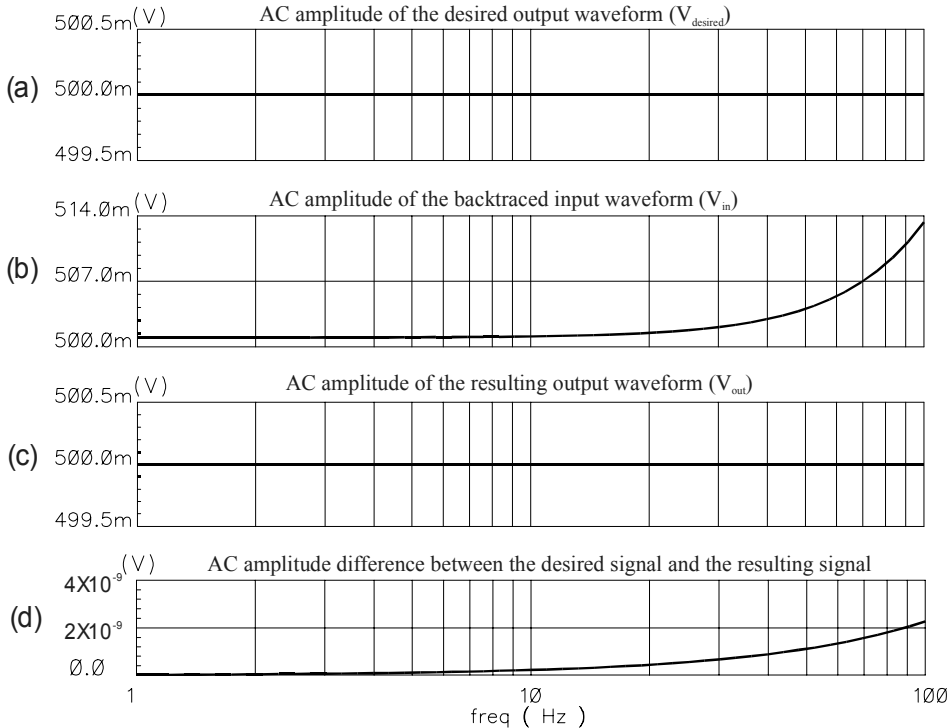 AC amplitude of the desired output waveform (Vdesired)
500.5m (V)
(a) 500.0m
499.5m
AC amplitude of the backtraced input waveform (Vin)
514.0m (V)
(b) 507.0m
500.0m
AC amplitude of the resulting output waveform (Vout)
500.5m (V)
(c) 500.0m
499.5m
AC amplitude difference between the desired signal and the resulting signal
(V)
4X10⁻⁹
(d) 2X10⁻⁹
0.0
1 10 100
freq ( Hz )